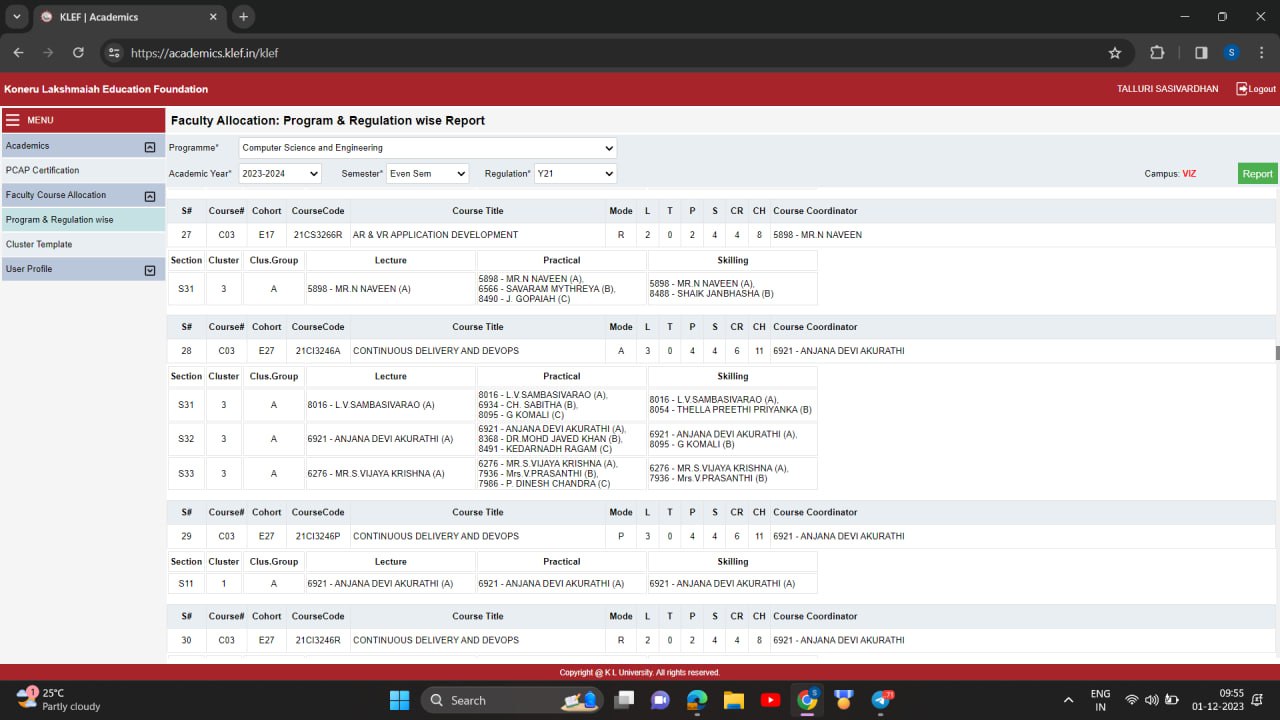 KLEF | Academics
https://academics.klef.in/klef
S
Koneru Lakshmaiah Education Foundation
TALLURI SASIVARDHAN
Logout
MENU
Faculty Allocation: Program & Regulation wise Report
Academics
PCAP Certification
Faculty Course Allocation
Program & Regulation wise
Cluster Template
User Profile
Programme* Computer Science and Engineering
Academic Year* 2023-2024 Semester* Even Sem Regulation* Y21 Campus: VIZ Report
S# Course# Cohort CourseCode Course Title Mode L T P S CR CH Course Coordinator
27 C03 E17 21CS3266R AR & VR APPLICATION DEVELOPMENT R 2 0 2 4 4 8 5898 - MR.N NAVEEN
Section Cluster Clus.Group Lecture Practical Skilling
S31 3 A 5898 - MR.N NAVEEN (A)
5898 - MR.N NAVEEN (A),
6566 - SAVARAM MYTHREYA (B),
8490 - J. GOPAIAH (C)
5898 - MR.N NAVEEN (A),
8488 - SHAIK JANBHASHA (B)
S# Course# Cohort CourseCode Course Title Mode L T P S CR CH Course Coordinator
28 C03 E27 21CI3246A CONTINUOUS DELIVERY AND DEVOPS A 3 0 4 4 6 11 6921 - ANJANA DEVI AKURATHI
Section Cluster Clus.Group Lecture Practical Skilling
S31 3 A 8016 - L.V.SAMBASIVARAO (A)
8016 - L.V.SAMBASIVARAO (A),
6934 - CH. SABITHA (B),
8095 - G KOMALI (C)
8016 - L.V.SAMBASIVARAO (A),
8054 - THELLA PREETHI PRIYANKA (B)
S32 3 A 6921 - ANJANA DEVI AKURATHI (A)
6921 - ANJANA DEVI AKURATHI (A),
8368 - DR.MOHD JAVED KHAN (B),
8491 - KEDARNADH RAGAM (C)
6921 - ANJANA DEVI AKURATHI (A),
8095 - G KOMALI (B)
S33 3 A 6276 - MR.S.VIJAYA KRISHNA (A)
6276 - MR.S.VIJAYA KRISHNA (A),
7936 - Mrs.V.PRASANTHI (B),
7986 - P. DINESH CHANDRA (C)
6276 - MR.S.VIJAYA KRISHNA (A),
7936 - Mrs.V.PRASANTHI (B)
S# Course# Cohort CourseCode Course Title Mode L T P S CR CH Course Coordinator
29 C03 E27 21CI3246P CONTINUOUS DELIVERY AND DEVOPS P 3 0 4 4 6 11 6921 - ANJANA DEVI AKURATHI
Section Cluster Clus.Group Lecture Practical Skilling
S11 1 A 6921 - ANJANA DEVI AKURATHI (A) 6921 - ANJANA DEVI AKURATHI (A) 6921 - ANJANA DEVI AKURATHI (A)
S# Course# Cohort CourseCode Course Title Mode L T P S CR CH Course Coordinator
30 C03 E27 21CI3246R CONTINUOUS DELIVERY AND DEVOPS R 2 0 2 4 4 8 6921 - ANJANA DEVI AKURATHI
Copyright @ K L University. All rights reserved.
1
25°C
Partly cloudy
Search
S
71
ENG
IN
09:55
01-12-2023